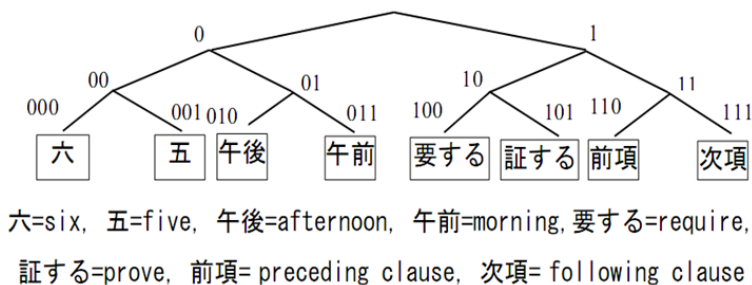 0 1
00 01 10 11
000 001 010 011 100 101 110 111
六 五 午後 午前 要する 証する 前項 次項
六=six, 五=five, 午後=afternoon, 午前=morning,要する=require,
証する=prove, 前項= preceding clause, 次項= following clause